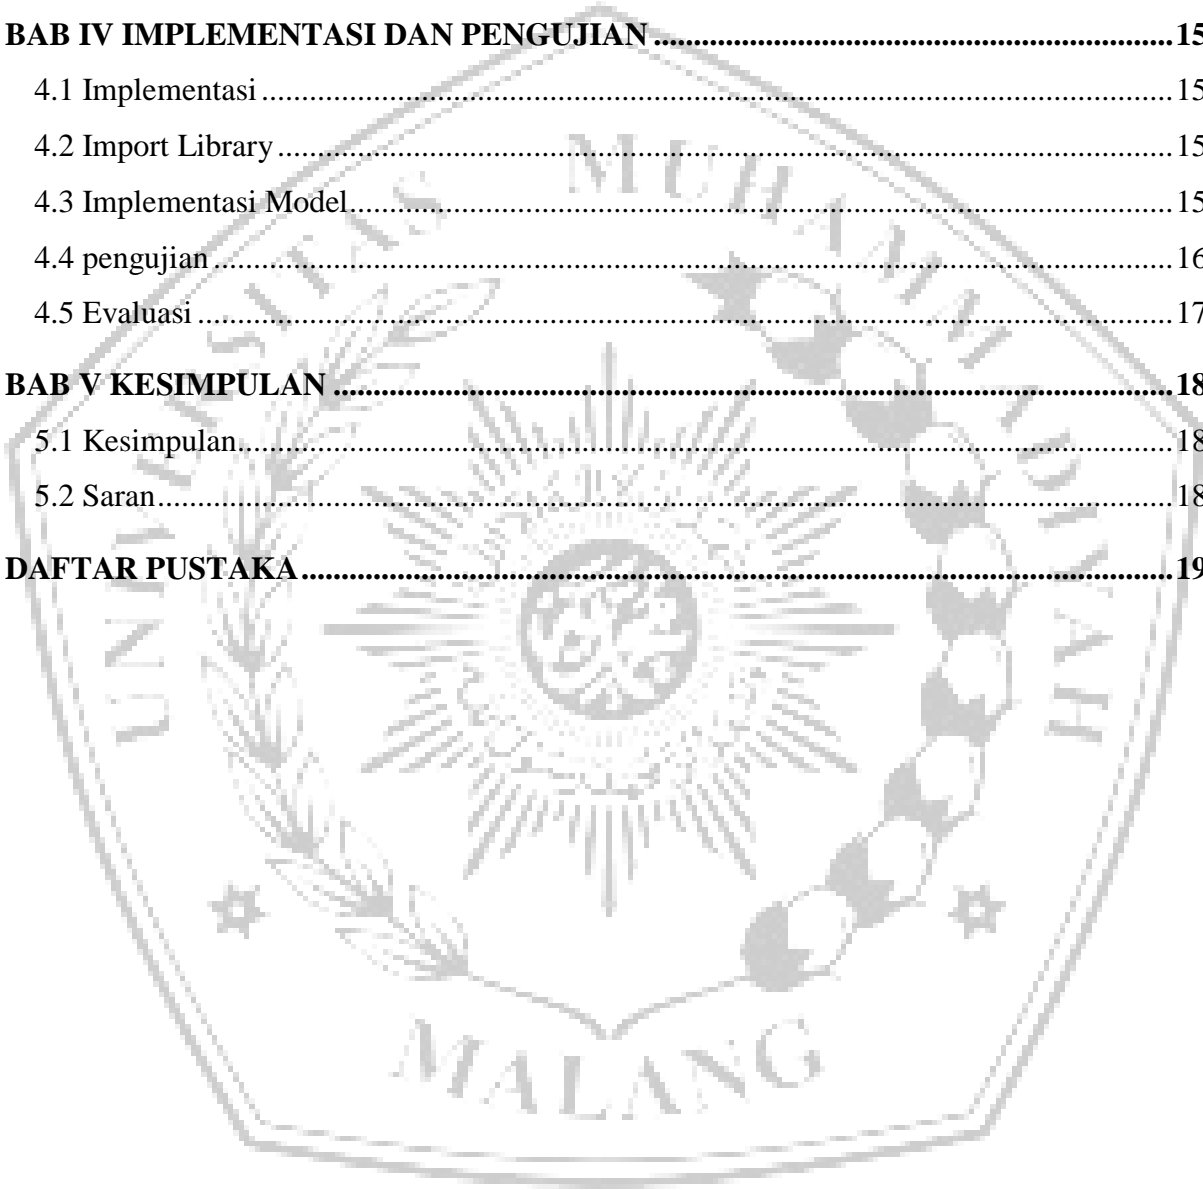 BAB IV IMPLEMENTASI DAN PENGUJIAN ........ 15
4.1 Implementasi ........ 15
4.2 Import Library ........ 15
4.3 Implementasi Model ........ 15
4.4 pengujian ........ 16
4.5 Evaluasi ........ 17
BAB V KESIMPULAN ........ 18
5.1 Kesimpulan ........ 18
5.2 Saran ........ 18
DAFTAR PUSTAKA ........ 19
UNIVERSITAS MUHAMMADIYAH
MALANG